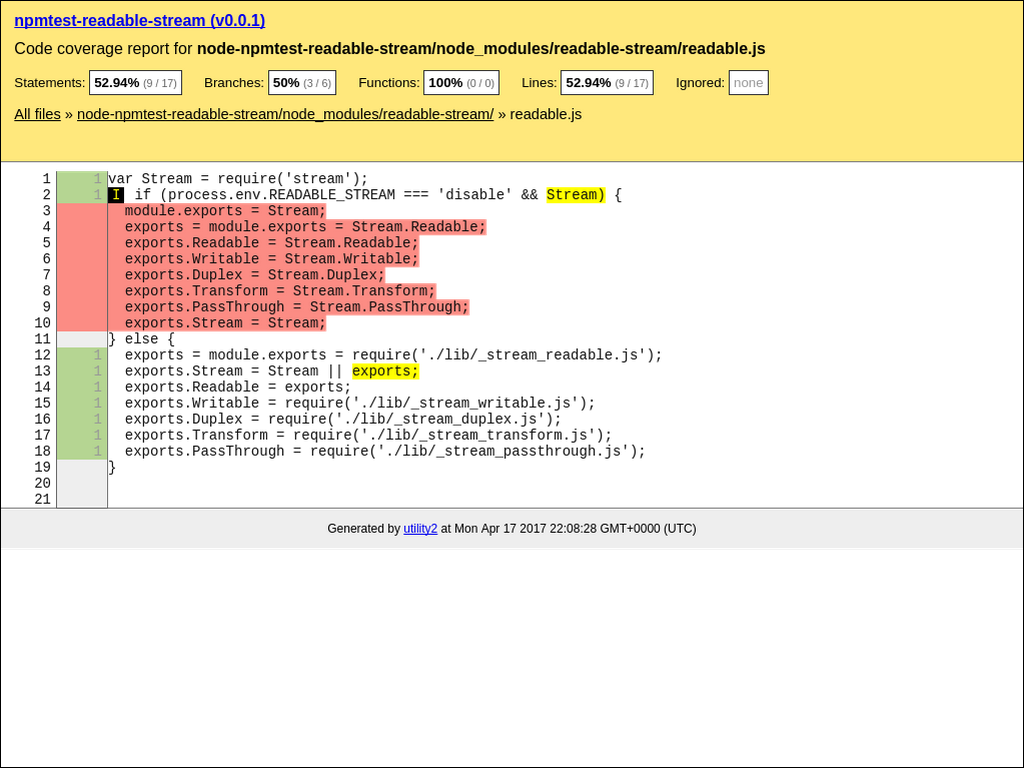 npmtest-readable-stream (v0.0.1)
Code coverage report for node-npmtest-readable-stream/node_modules/readable-stream/readable.js
Statements: 52.94% (9 / 17) Branches: 50% (3 / 6) Functions: 100% (0 / 0) Lines: 52.94% (9 / 17) Ignored: none
All files » node-npmtest-readable-stream/node_modules/readable-stream/ » readable.js
1 1 var Stream = require('stream');
2 1 I if (process.env.READABLE_STREAM === 'disable' && Stream) {
3   module.exports = Stream;
4   exports = module.exports = Stream.Readable;
5   exports.Readable = Stream.Readable;
6   exports.Writable = Stream.Writable;
7   exports.Duplex = Stream.Duplex;
8   exports.Transform = Stream.Transform;
9   exports.PassThrough = Stream.PassThrough;
10   exports.Stream = Stream;
11 } else {
12 1   exports = module.exports = require('./lib/_stream_readable.js');
13 1   exports.Stream = Stream || exports;
14 1   exports.Readable = exports;
15 1   exports.Writable = require('./lib/_stream_writable.js');
16 1   exports.Duplex = require('./lib/_stream_duplex.js');
17 1   exports.Transform = require('./lib/_stream_transform.js');
18 1   exports.PassThrough = require('./lib/_stream_passthrough.js');
19 }
20
21
Generated by utility2 at Mon Apr 17 2017 22:08:28 GMT+0000 (UTC)